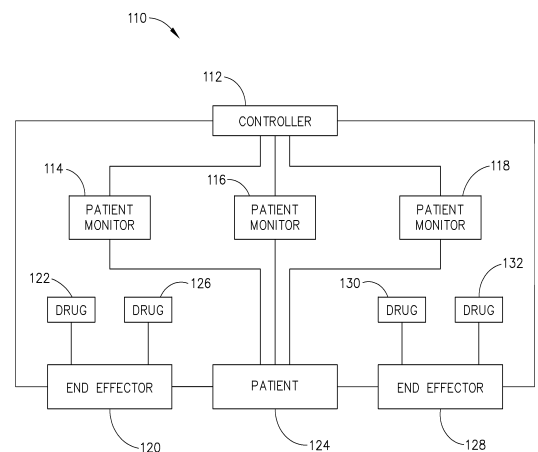 110
112
CONTROLLER
114
116
118
PATIENT
MONITOR
PATIENT
MONITOR
PATIENT
MONITOR
122
126
130
132
DRUG
DRUG
DRUG
DRUG
END EFFECTOR
PATIENT
END EFFECTOR
120
124
128